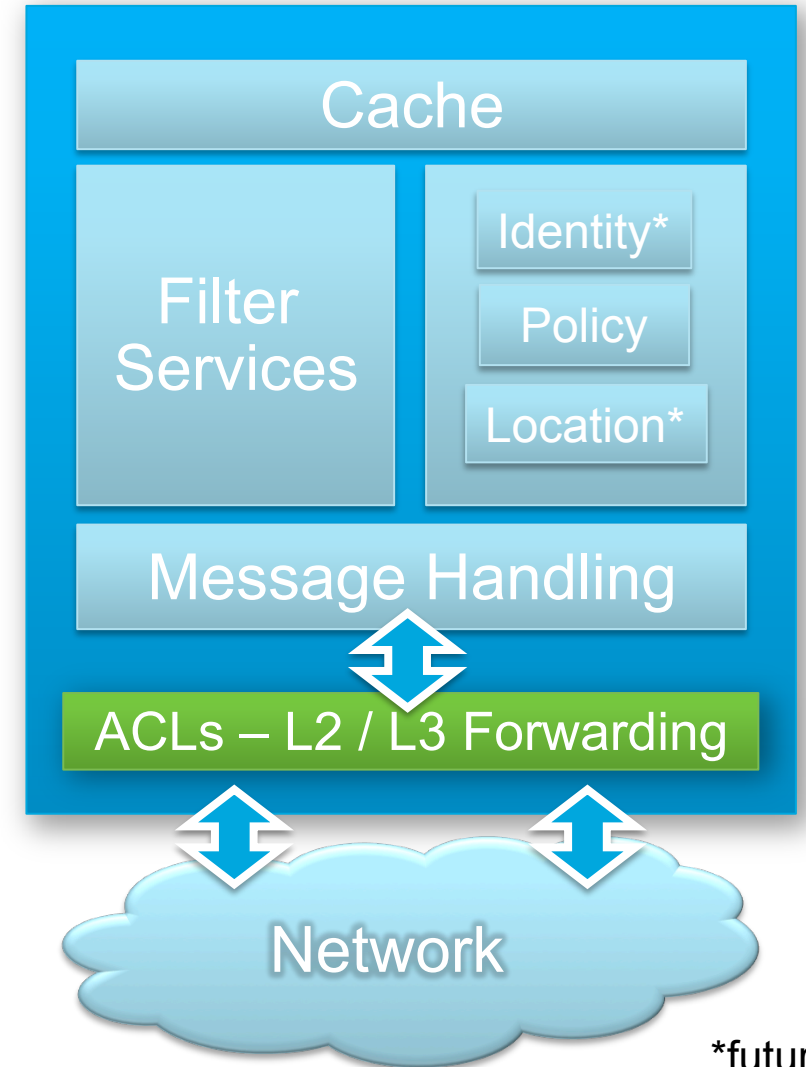 Cache
Filter
Services
Identity*
Policy
Location*
Message Handling
ACLs – L2 / L3 Forwarding
Network